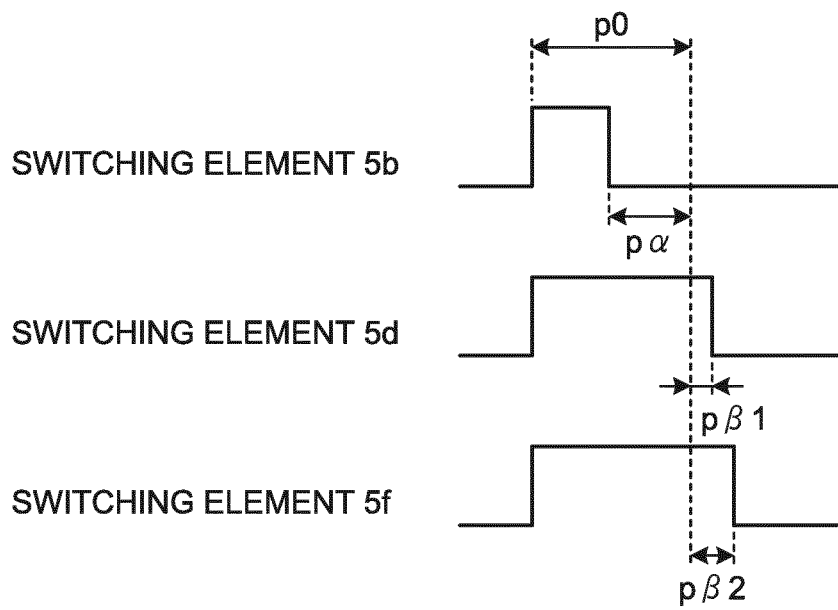 p0
SWITCHING ELEMENT 5b
p α
SWITCHING ELEMENT 5d
p β 1
SWITCHING ELEMENT 5f
p β 2